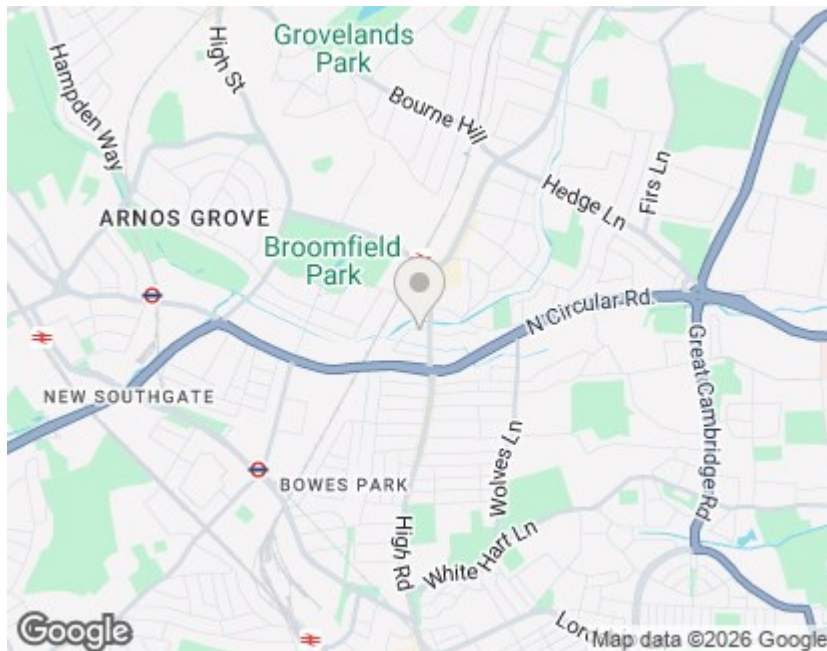 Grovelands
Park
High St
Hampden Way
Bourne Hill
Firs Ln
Hedge Ln
ARNOS GROVE
Broomfield
Park
N Circular Rd.
Great Cambridge Rd
NEW SOUTHGATE
Wolves Ln
BOWES PARK
High Rd
White Hart Ln
Google
Map data ©2026 Google